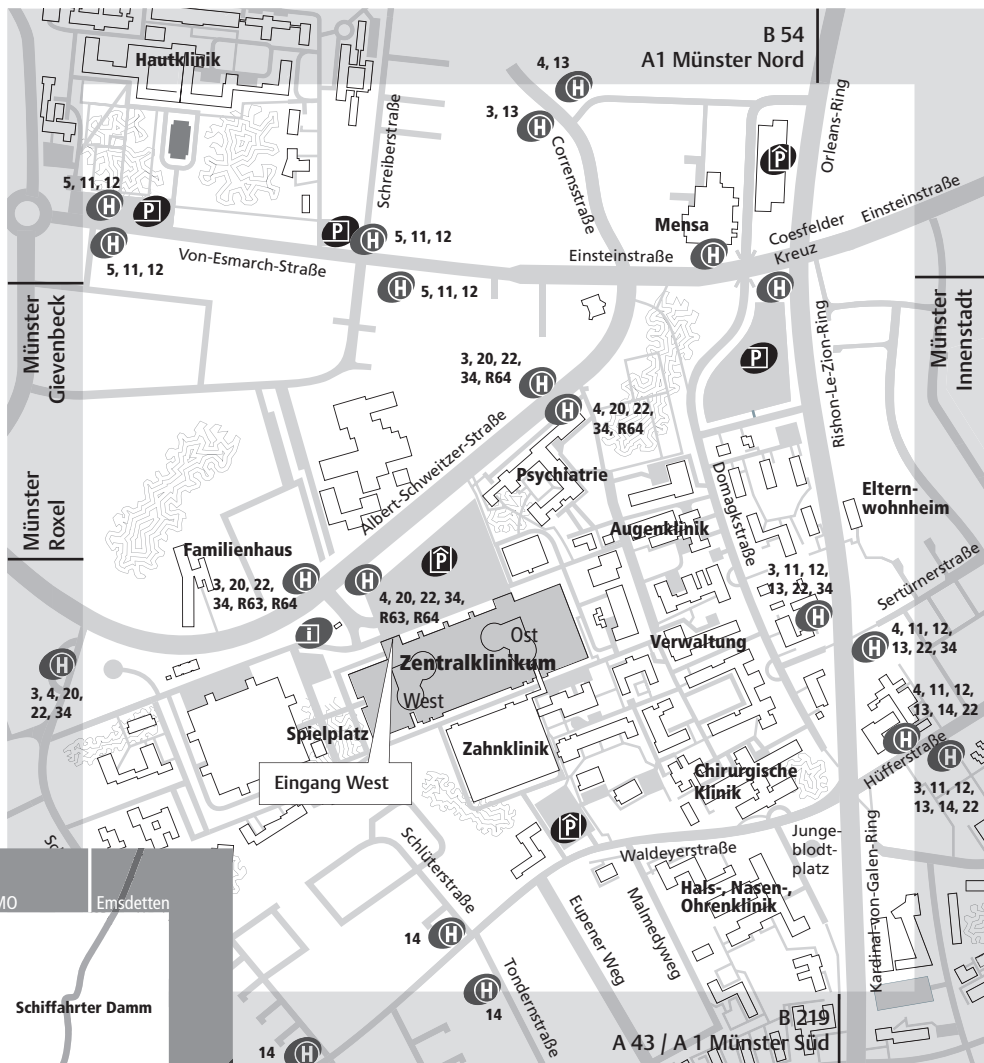 B 54
A1 Münster Nord
Hautklinik
4, 13
3, 13
Schreiberstraße
Corrensstraße
Orleans-Ring
P
H
H
5, 11, 12
H
P
P
H
5, 11, 12
H
5, 11, 12
Von-Esmarch-Straße
H
5, 11, 12
Mensa
H
Einsteinstraße
Coesfelder
Kreuz
Einsteinstraße
H
Münster
Gievenbeck
Münster
Innenstadt
P
Rishon-Le-Zion-Ring
3, 20, 22,
34, R64
H
H
4, 20, 22,
34, R64
Albert-Schweitzer-Straße
Psychiatrie
Domagkstraße
Augenklinik
Eltern-
wohnheim
Münster
Roxel
Familienhaus
3, 20, 22,
34, R63, R64
H
H
P
4, 20, 22, 34,
R63, R64
i
3, 11, 12,
13, 22, 34
H
Sertürnerstraße
H
4, 11, 12,
13, 22, 34
Ost
Zentralklinikum
West
Verwaltung
H
3, 4, 20,
22, 34
Spielplatz
Eingang West
Zahnklinik
4, 11, 12,
13, 14, 22
H
H
Hüfferstraße
3, 11, 12,
13, 14, 22
Chirurgische
Klinik
P
Schlüterstraße
Waldeyerstraße
Junge-
blodt-
platz
Hals-, Nasen-,
Ohrenklinik
Kardinal-von-Galen-Ring
Eupener Weg
Malmedyweg
14
H
Tondernstraße
H
14
14
H
MO
Emsdetten
Schiffahrter Damm
B 219
A 43 / A 1 Münster Süd